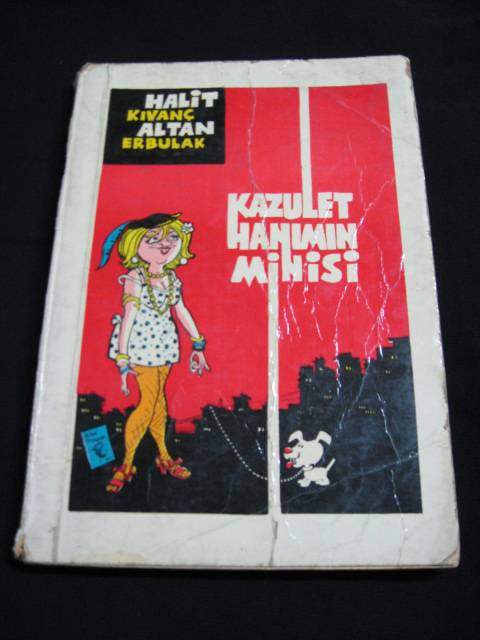 HALİT
KIVANÇ
ALTAN
ERBULAK
KAZULET
HANIMIN
MİNİSİ